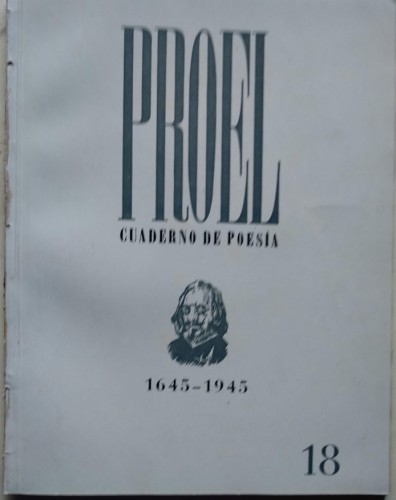 PROEL
CUADERNO DE POESÍA
1645-1945
18